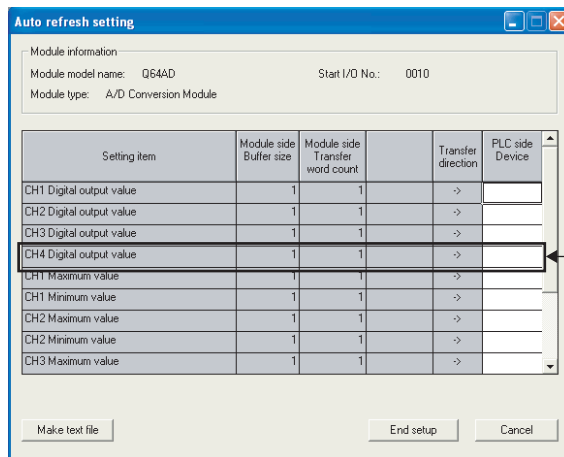 Auto refresh setting
Module information
Module model name: Q64AD Start I/O No.: 0010
Module type: A/D Conversion Module
Setting item Module side Buffer size Module side Transfer word count Transfer direction PLC side Device
CH1 Digital output value 1 1 ->
CH2 Digital output value 1 1 ->
CH3 Digital output value 1 1 ->
CH4 Digital output value 1 1 ->
CH1 Maximum value 1 1 ->
CH1 Minimum value 1 1 ->
CH2 Maximum value 1 1 ->
CH2 Minimum value 1 1 ->
CH3 Maximum value 1 1 ->
Make text file End setup Cancel